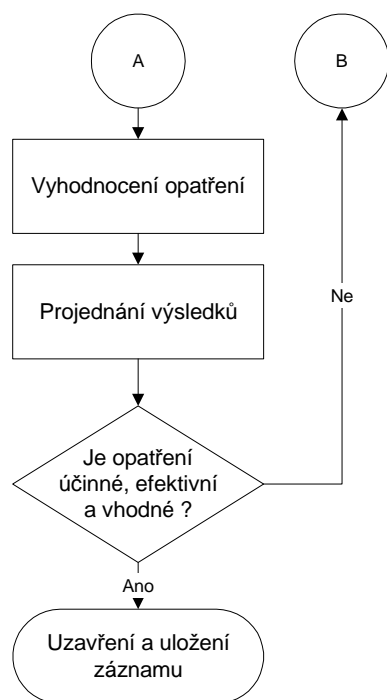 A
B
Vyhodnocení opatření
Projednání výsledků
Ne
Je opatření
účinné, efektivní
a vhodné ?
Ano
Uzavření a uložení
záznamu